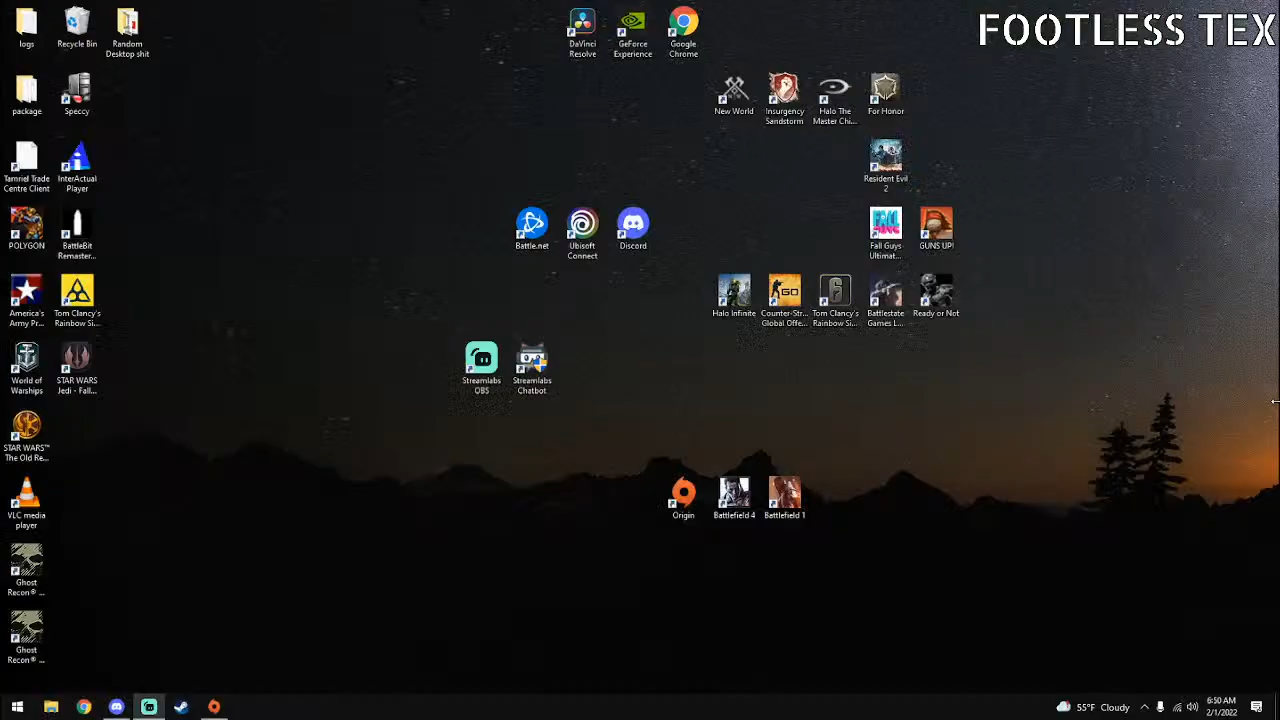 FOOTLESS TEX
logs
Recycle Bin
Random
Desktop shit
DaVinci
Resolve
GeForce
Experience
Google
Chrome
package
Speccy
New World
Insurgency
Sandstorm
Halo The
Master Chi...
For Honor
Tamriel Trade
Centre Client
InterActual
Player
Resident Evil
2
POLYGON
BattleBit
Remaster...
Battle.net
Ubisoft
Connect
Discord
FALL
GUYS
Fall Guys
Ultimat...
GUNS UP!
America's
Army Pr...
Tom Clancy's
Rainbow Si...
Halo Infinite
GO
Counter-Str...
Global Offe...
6
Tom Clancy's
Rainbow Si...
Battlestate
Games L...
Ready or Not
World of
Warships
STAR WARS
Jedi - Fall...
Streamlabs
OBS
Streamlabs
Chatbot
STAR WARS™
The Old Re...
VLC media
player
Origin
Battlefield 4
Battlefield 1
Ghost
Recon® ...
Ghost
Recon® ...
55°F Cloudy
6:50 AM
2/1/2022